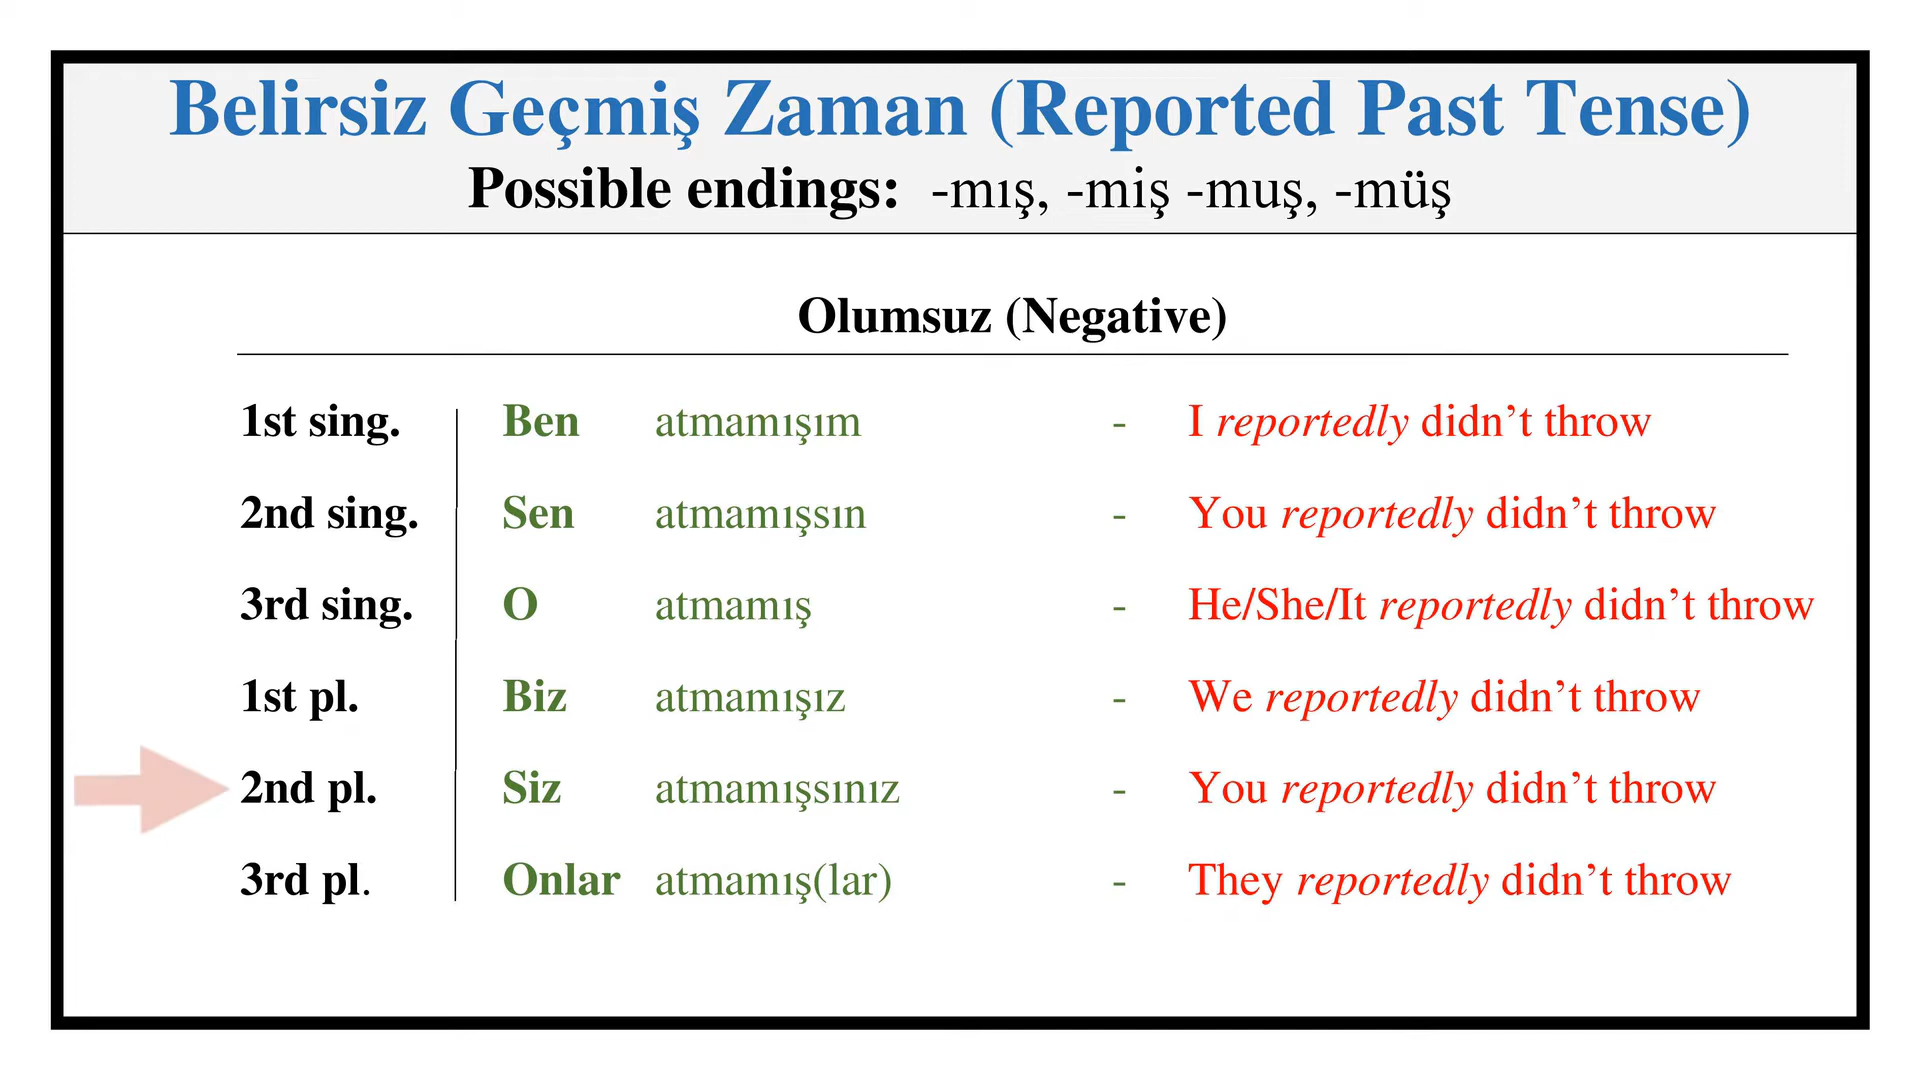 Belirsiz Geçmiş Zaman (Reported Past Tense)
Possible endings: -mış, -miş -muş, -müş
Olumsuz (Negative)
1st sing. Ben atmamışım - I reportedly didn’t throw
2nd sing. Sen atmamışsın - You reportedly didn’t throw
3rd sing. O atmamış - He/She/It reportedly didn’t throw
1st pl. Biz atmamışız - We reportedly didn’t throw
2nd pl. Siz atmamışsınız - You reportedly didn’t throw
3rd pl. Onlar atmamış(lar) - They reportedly didn’t throw